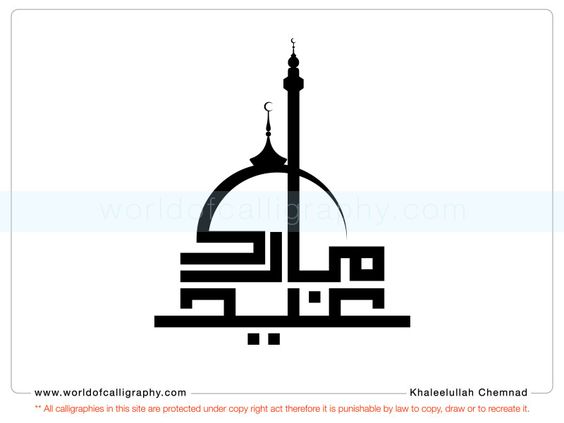 عيد
مبارك
worldofcalligraphy.com
www.worldofcalligraphy.com
Khaleelullah Chemnad
** All calligraphies in this site are protected under copy right act therefore it is punishable by law to copy, draw or to recreate it.